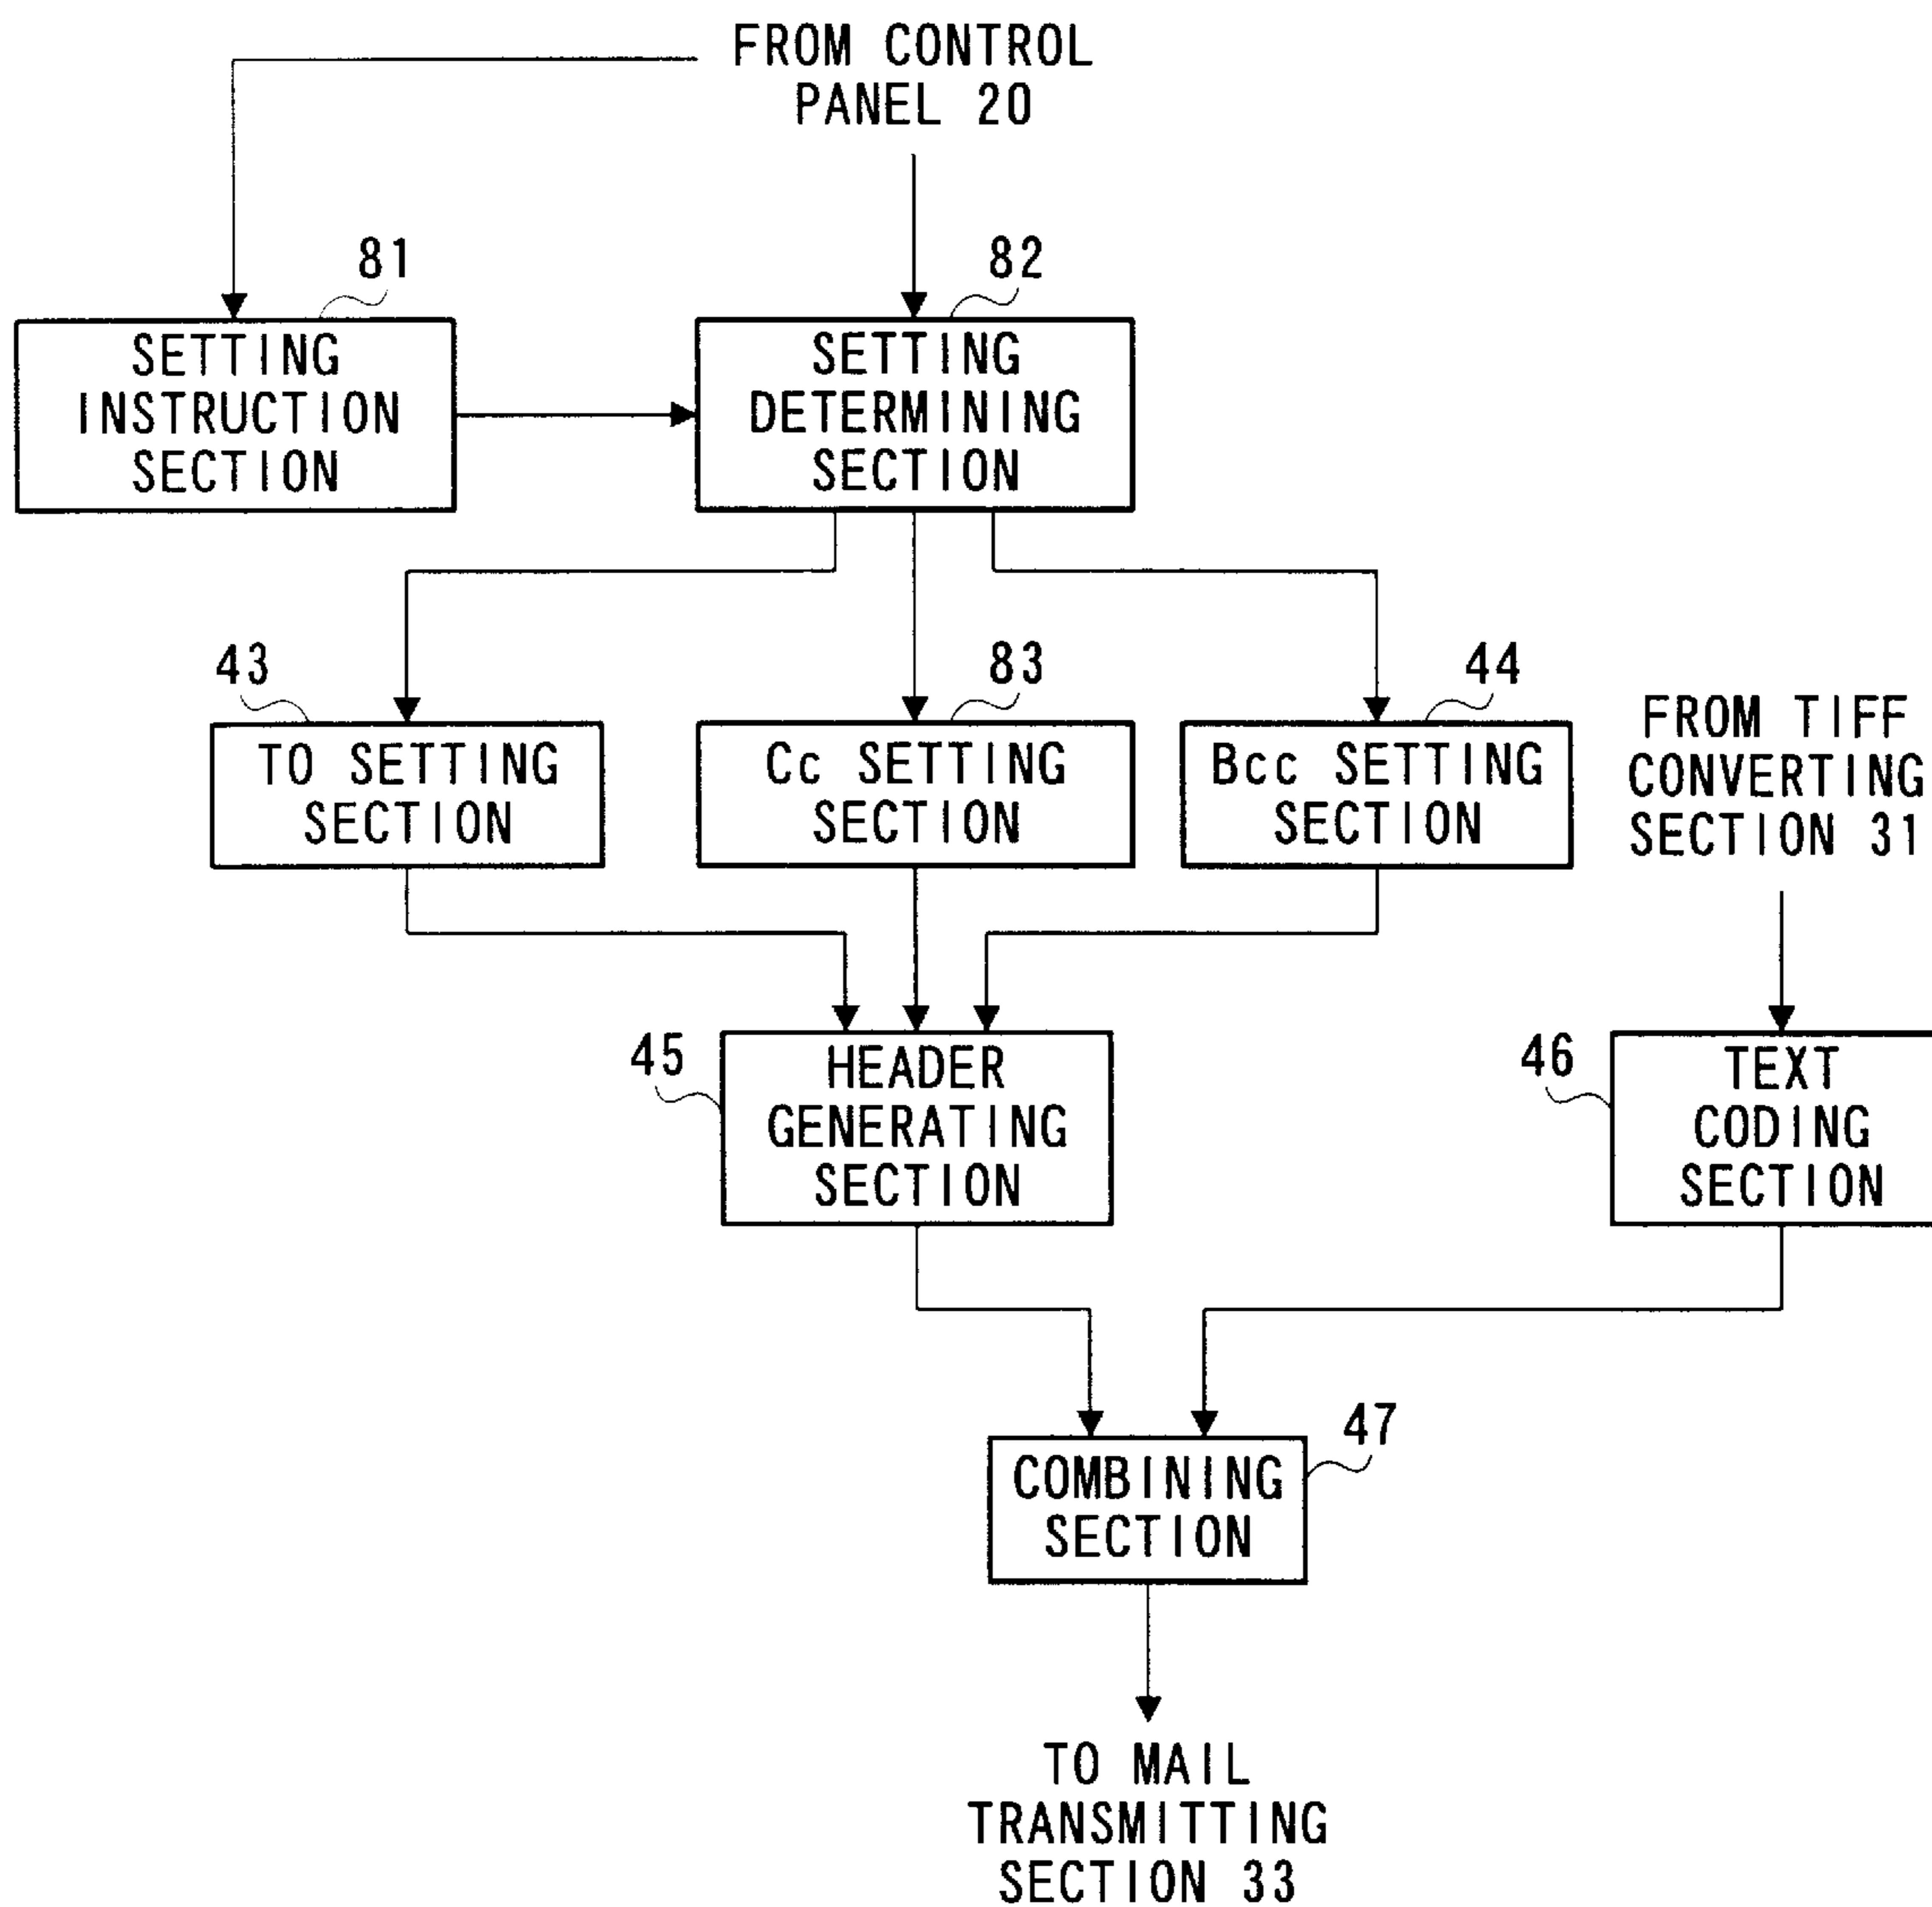 FROM CONTROL
PANEL 20
81
82
SETTING
INSTRUCTION
SECTION
SETTING
DETERMINING
SECTION
43
83
44
TO SETTING
SECTION
Cc SETTING
SECTION
Bcc SETTING
SECTION
FROM TIFF
CONVERTING
SECTION 31
45
HEADER
GENERATING
SECTION
46
TEXT
CODING
SECTION
47
COMBINING
SECTION
TO MAIL
TRANSMITTING
SECTION 33